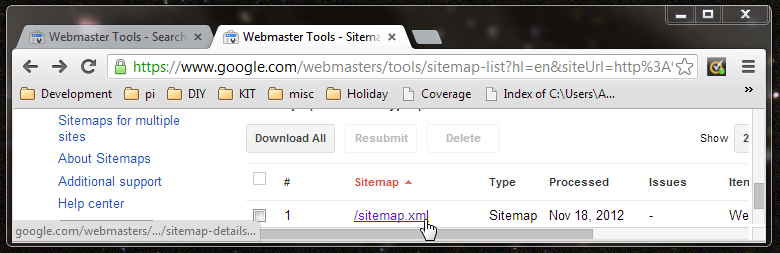 Webmaster Tools - Search
Webmaster Tools - Sitema
https://www.google.com/webmasters/tools/sitemap-list?hl=en&siteUrl=http%3A'
Development pi DIY KIT misc Holiday Coverage Index of C:\Users\A... »
Sitemaps for multiple
sites
About Sitemaps
Additional support
Help center
Download All Resubmit Delete Show 2
# Sitemap Type Processed Issues Item
1 /sitemap.xml Sitemap Nov 18, 2012 - We
google.com/webmasters/.../sitemap-details...